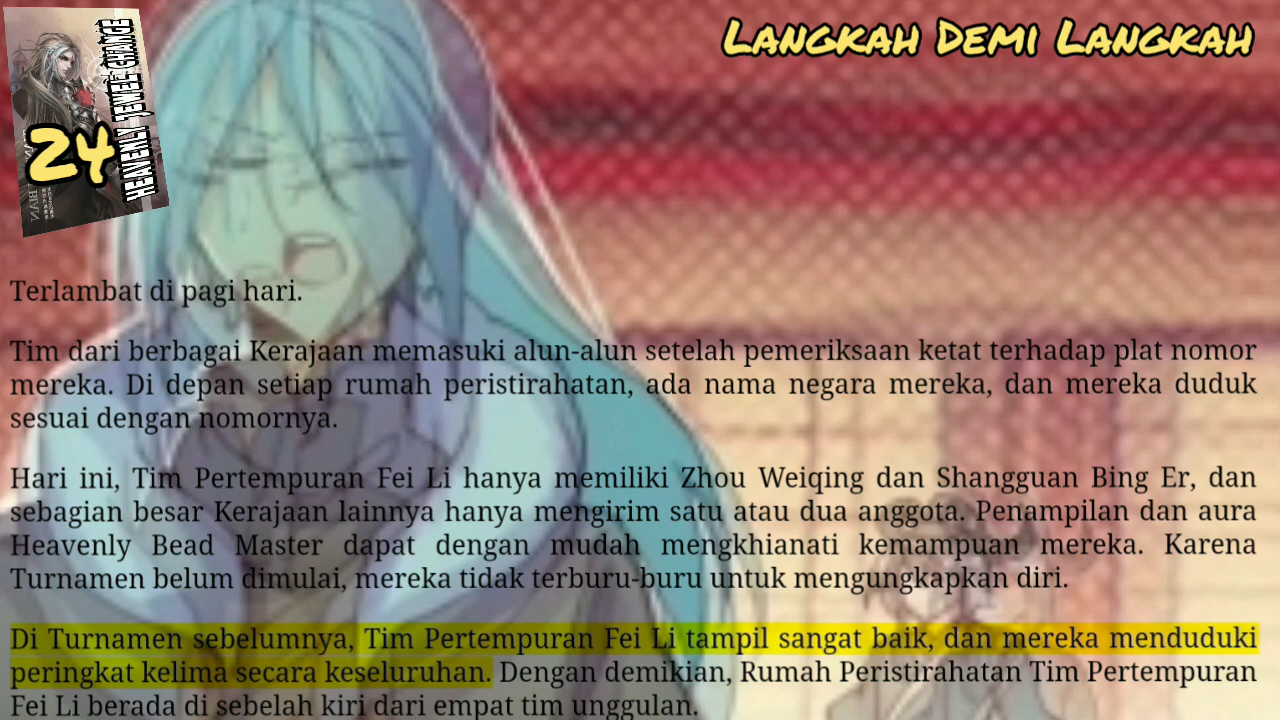 Langkah Demi Langkah
HEAVENLY JEWEL CHANGE
24
Terlambat di pagi hari.
Tim dari berbagai Kerajaan memasuki alun-alun setelah pemeriksaan ketat terhadap plat nomor
mereka. Di depan setiap rumah peristirahatan, ada nama negara mereka, dan mereka duduk
sesuai dengan nomornya.
Hari ini, Tim Pertempuran Fei Li hanya memiliki Zhou Weiqing dan Shangguan Bing Er, dan
sebagian besar Kerajaan lainnya hanya mengirim satu atau dua anggota. Penampilan dan aura
Heavenly Bead Master dapat dengan mudah mengkhianati kemampuan mereka. Karena
Turnamen belum dimulai, mereka tidak terburu-buru untuk mengungkapkan diri.
Di Turnamen sebelumnya, Tim Pertempuran Fei Li tampil sangat baik, dan mereka menduduki
peringkat kelima secara keseluruhan. Dengan demikian, Rumah Peristirahatan Tim Pertempuran
Fei Li berada di sebelah kiri dari empat tim unggulan.